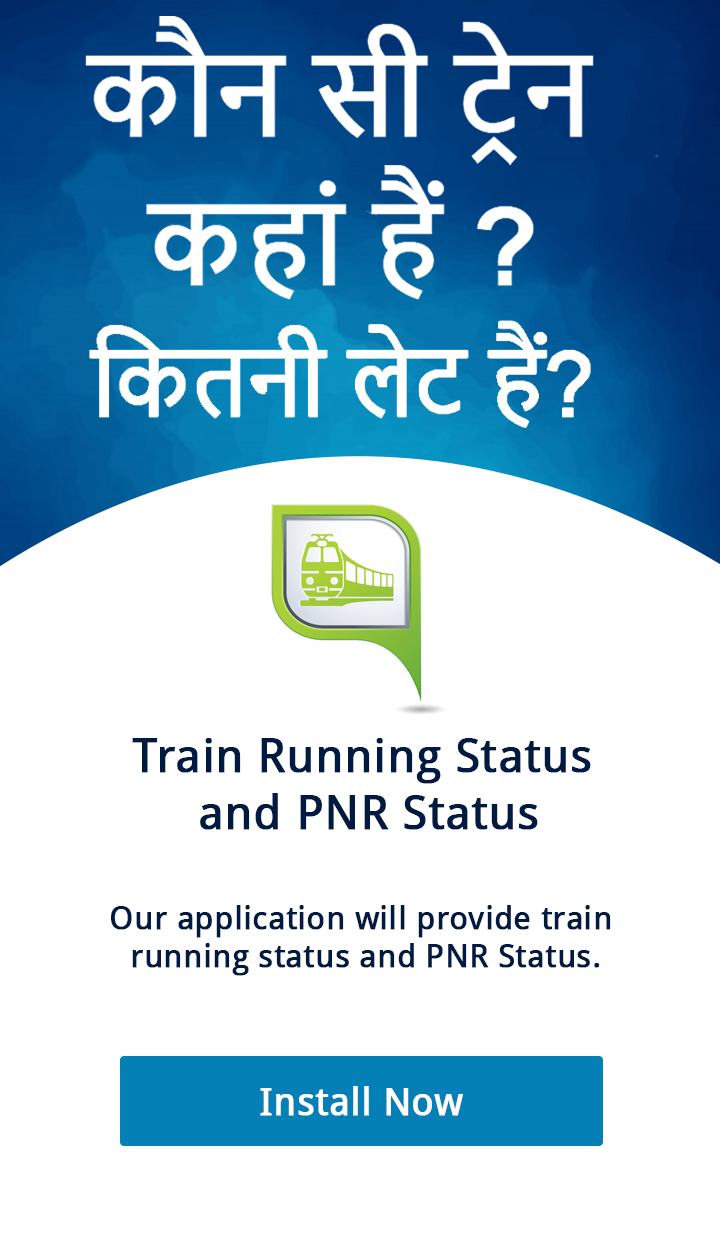 कौन सी ट्रेन
कहां हैं ?
कितनी लेट हैं?
Train Running Status
and PNR Status
Our application will provide train
running status and PNR Status.
Install Now